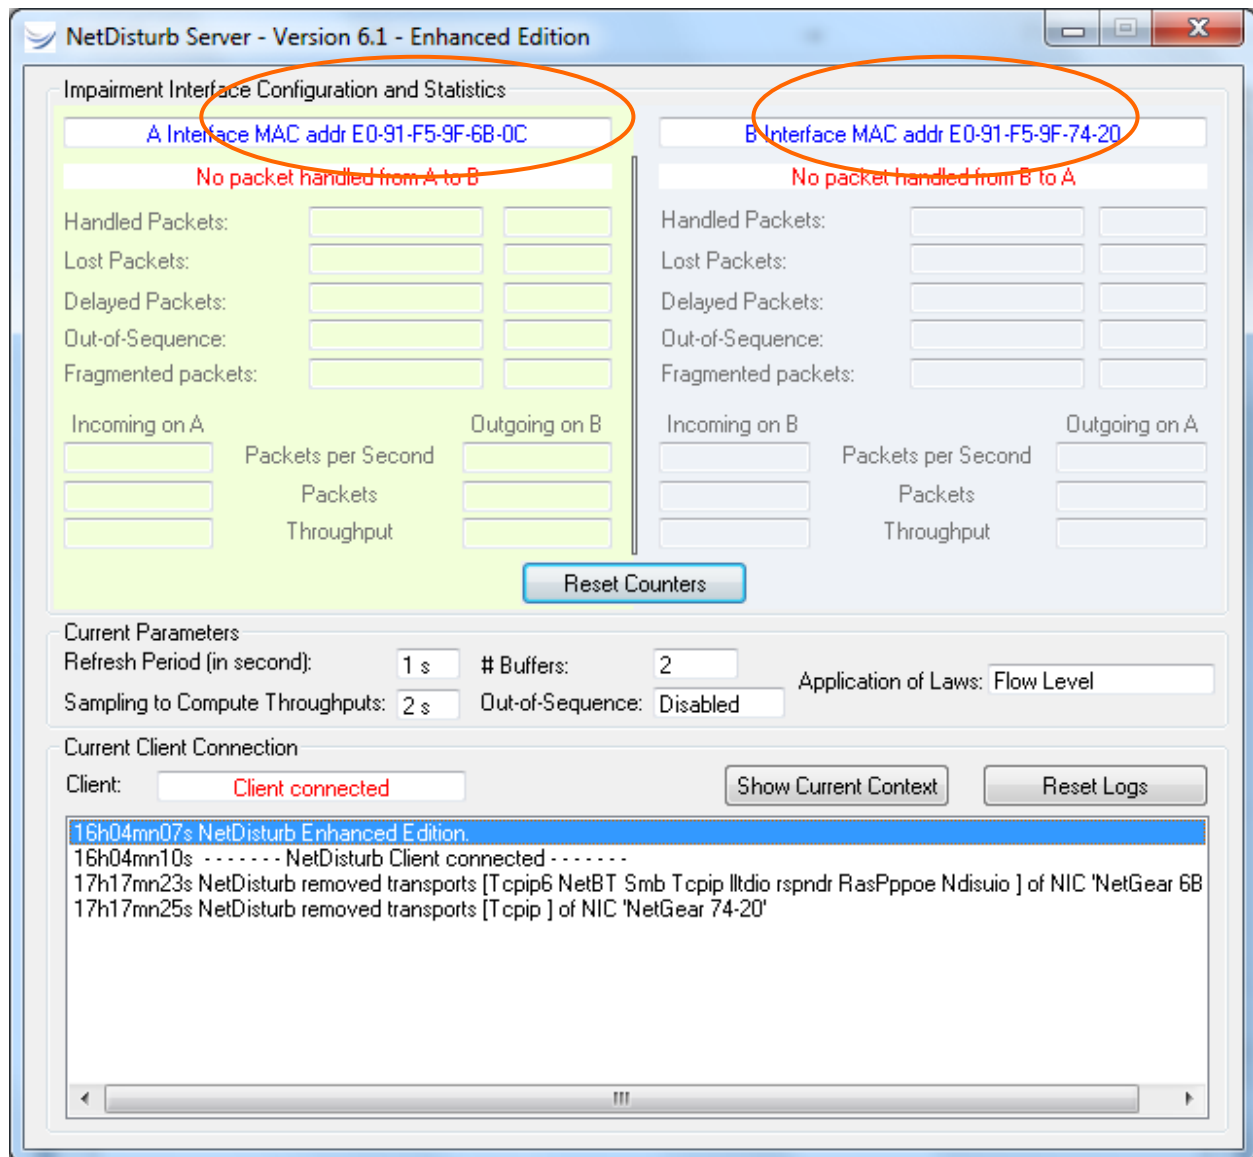 NetDisturb Server - Version 6.1 - Enhanced Edition
Impairment Interface Configuration and Statistics
A Interface MAC addr E0-91-F5-9F-6B-0C
No packet handled from A to B
Handled Packets:
Lost Packets:
Delayed Packets:
Out-of-Sequence:
Fragmented packets:
Incoming on A Outgoing on B
Packets per Second
Packets
Throughput
B Interface MAC addr E0-91-F5-9F-74-20
No packet handled from B to A
Handled Packets:
Lost Packets:
Delayed Packets:
Out-of-Sequence:
Fragmented packets:
Incoming on B Outgoing on A
Packets per Second
Packets
Throughput
Reset Counters
Current Parameters
Refresh Period (in second): 1 s # Buffers: 2
Application of Laws: Flow Level
Sampling to Compute Throughputs: 2 s Out-of-Sequence: Disabled
Current Client Connection
Client: Client connected Show Current Context Reset Logs
16h04mn07s NetDisturb Enhanced Edition.
16h04mn10s - - - - - - - NetDisturb Client connected - - - - - - -
17h17mn23s NetDisturb removed transports [Tcpip6 NetBT Smb Tcpip lltdio rspndr RasPppoe Ndisuio ] of NIC 'NetGear 6B
17h17mn25s NetDisturb removed transports [Tcpip ] of NIC 'NetGear 74-20'